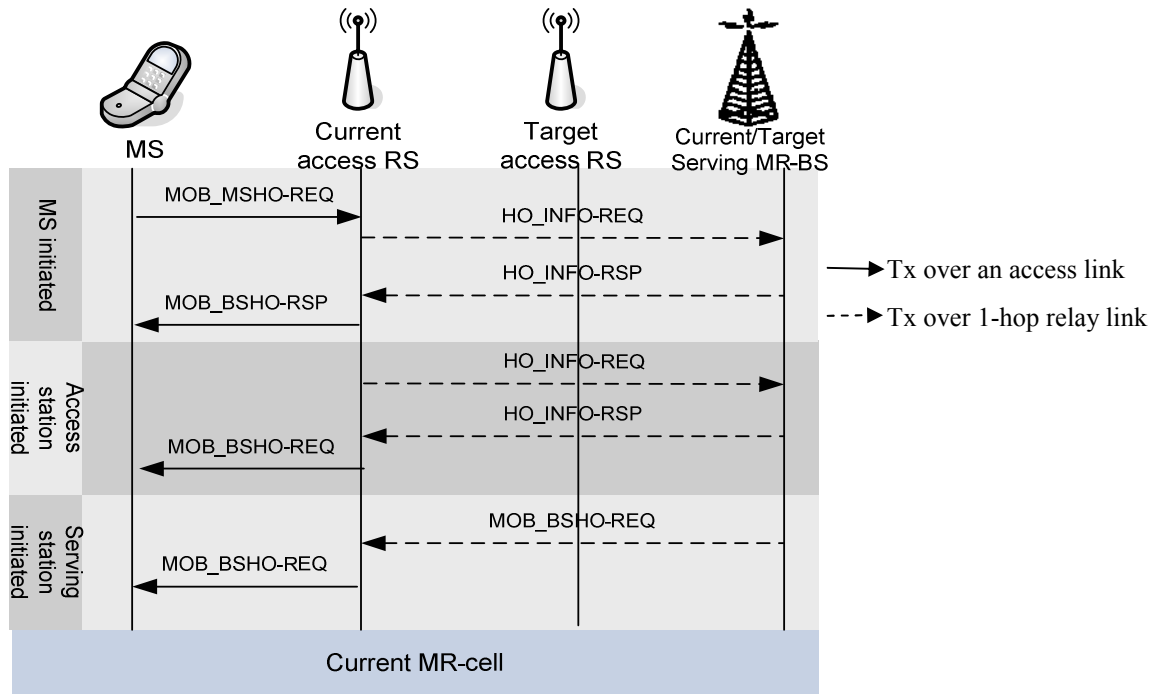 MS
Current
access RS
Target
access RS
Current/Target
Serving MR-BS
MS initiated
MOB_MSHO-REQ
HO_INFO-REQ
HO_INFO-RSP
MOB_BSHO-RSP
Tx over an access link
Tx over 1-hop relay link
Access
station
initiated
HO_INFO-REQ
HO_INFO-RSP
MOB_BSHO-REQ
Serving
station
initiated
MOB_BSHO-REQ
MOB_BSHO-REQ
Current MR-cell